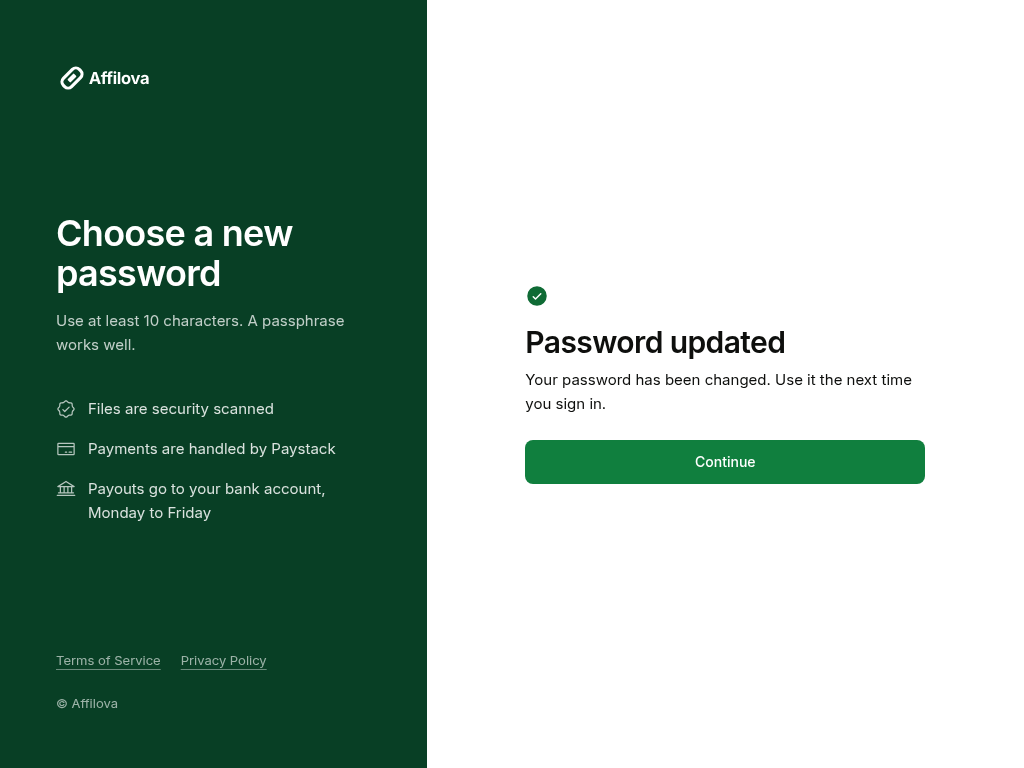 Affilova
Choose a new
password
Use at least 10 characters. A passphrase
works well.
Files are security scanned
Payments are handled by Paystack
Payouts go to your bank account,
Monday to Friday
Terms of Service Privacy Policy
© Affilova
Password updated
Your password has been changed. Use it the next time
you sign in.
Continue